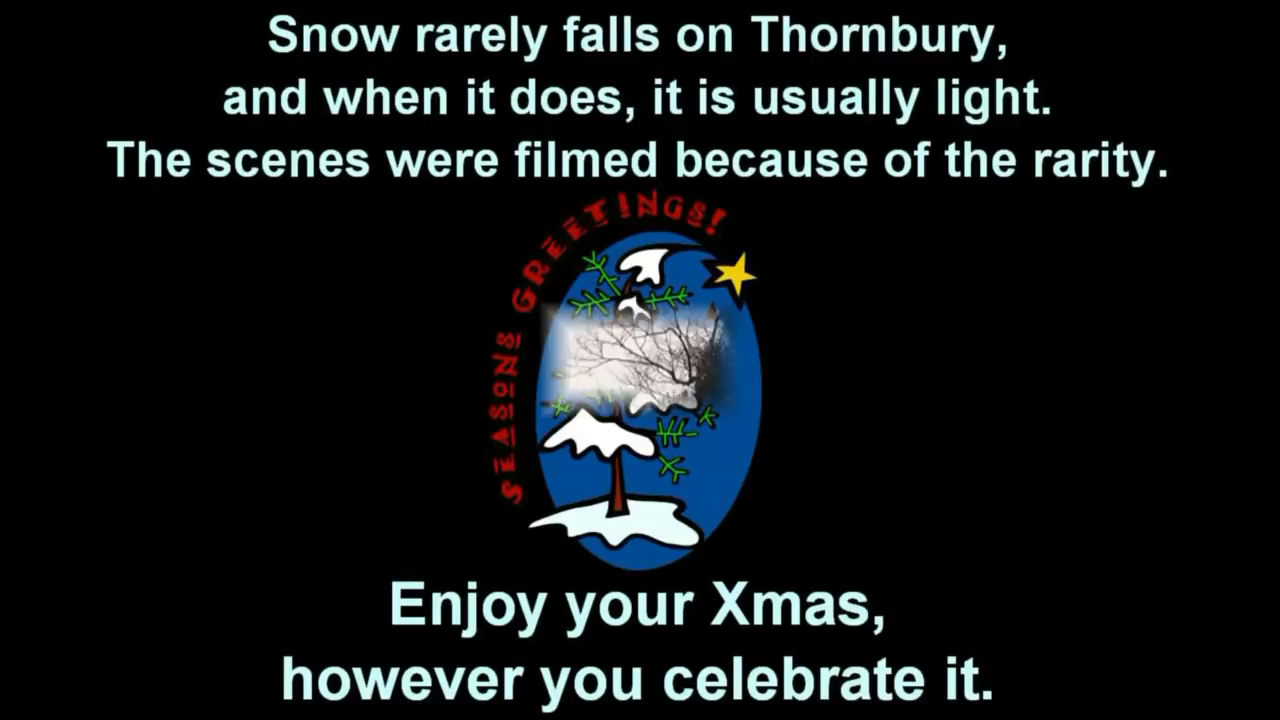 Snow rarely falls on Thornbury,
and when it does, it is usually light.
The scenes were filmed because of the rarity.
SEASONS GREETINGS!
Enjoy your Xmas,
however you celebrate it.